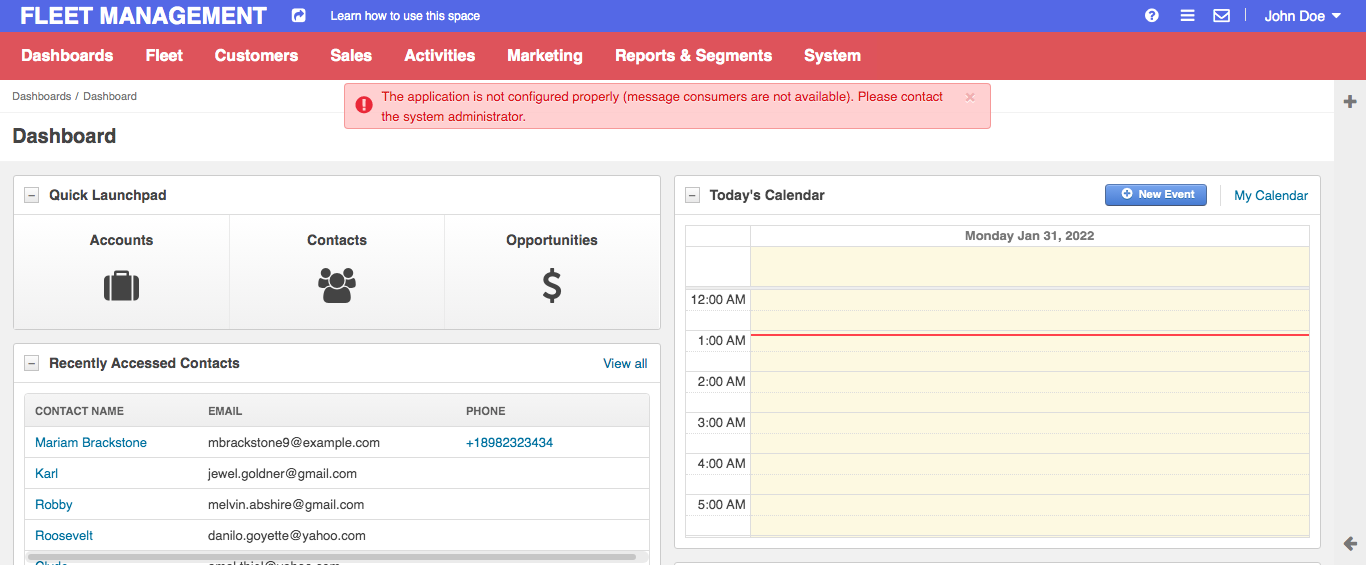 FLEET MANAGEMENT
Learn how to use this space
John Doe
Dashboards Fleet Customers Sales Activities Marketing Reports & Segments System
Dashboards / Dashboard
The application is not configured properly (message consumers are not available). Please contact
the system administrator.
Dashboard
Quick Launchpad
Accounts Contacts Opportunities
Recently Accessed Contacts View all
CONTACT NAME EMAIL PHONE
Mariam Brackstone mbrackstone9@example.com +18982323434
Karl jewel.goldner@gmail.com
Robby melvin.abshire@gmail.com
Roosevelt danilo.goyette@yahoo.com
Today's Calendar New Event My Calendar
Monday Jan 31, 2022
12:00 AM
1:00 AM
2:00 AM
3:00 AM
4:00 AM
5:00 AM